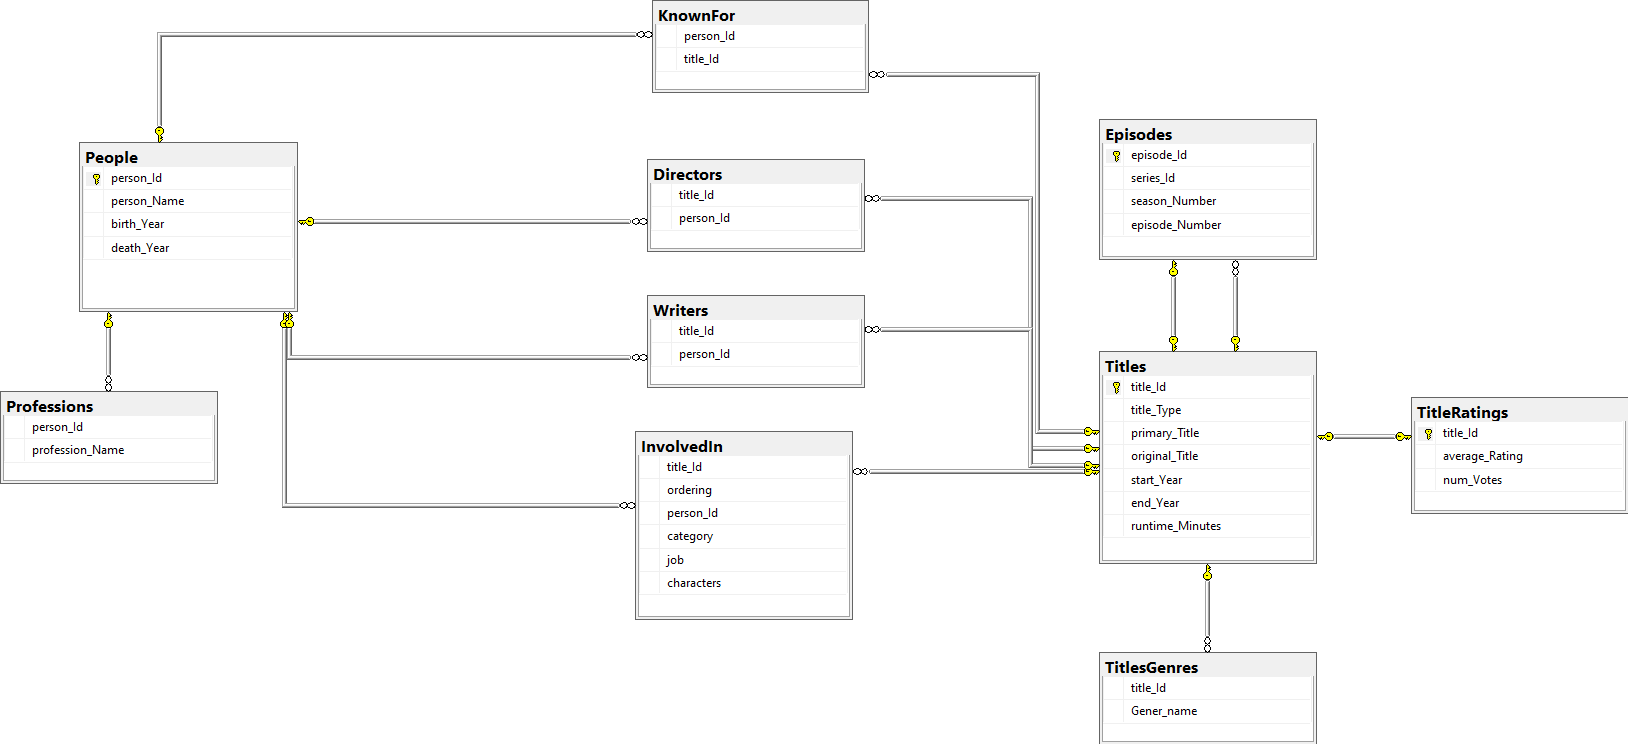 KnownFor
person_Id
title_Id
People
person_Id
person_Name
birth_Year
death_Year
Directors
title_Id
person_Id
Episodes
episode_Id
series_Id
season_Number
episode_Number
Writers
title_Id
person_Id
Professions
person_Id
profession_Name
InvolvedIn
title_Id
ordering
person_Id
category
job
characters
Titles
title_Id
title_Type
primary_Title
original_Title
start_Year
end_Year
runtime_Minutes
TitleRatings
title_Id
average_Rating
num_Votes
TitlesGenres
title_Id
Gener_name